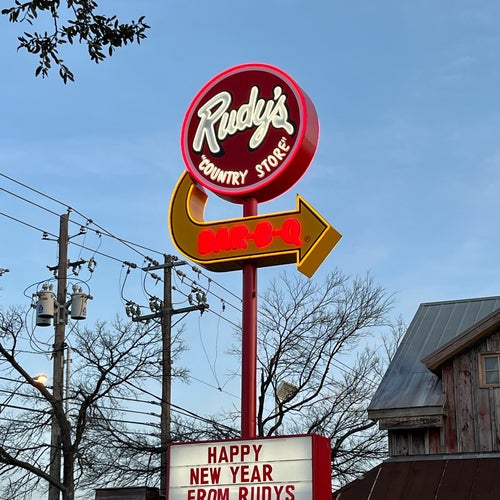 Rudy's
"COUNTRY STORE"
BAR-B-Q
HAPPY
NEW YEAR
FROM RUDYS